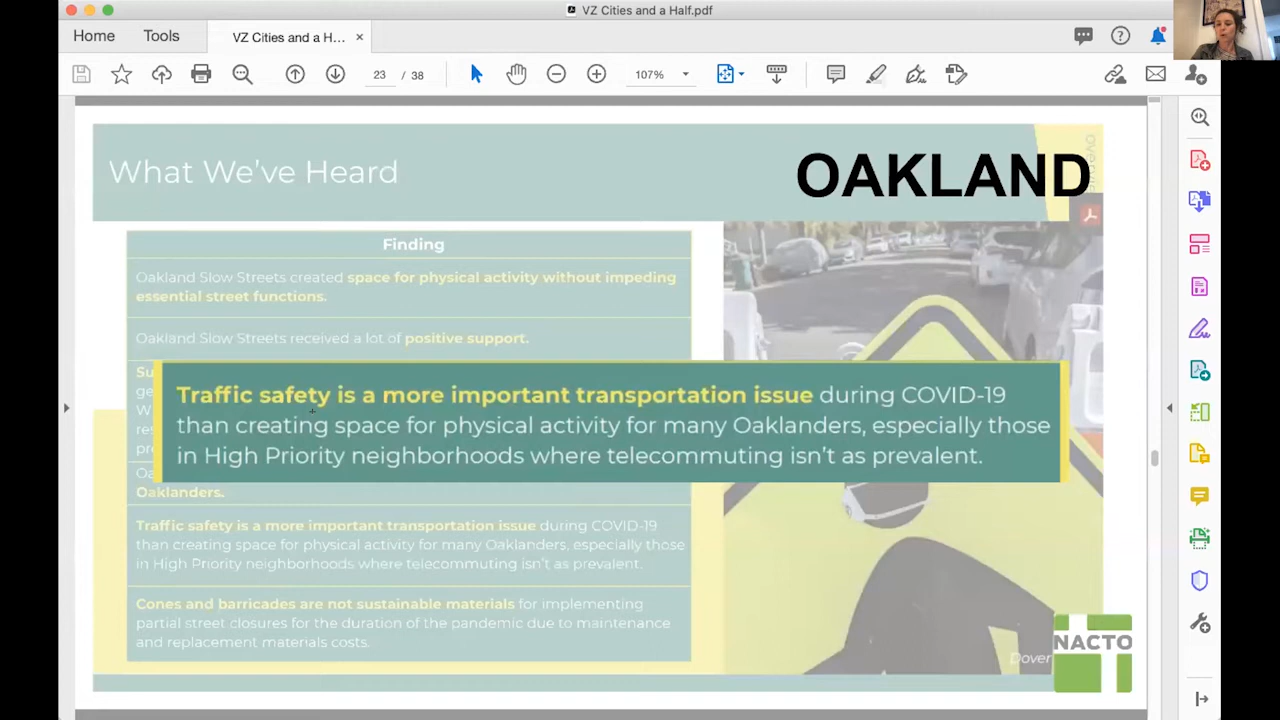 VZ Cities and a Half.pdf
Home
Tools
VZ Cities and a H...
23 / 38
107%
What We've Heard
OAKLAND
Finding
Oakland Slow Streets created space for physical activity without impeding
essential street functions.
Oakland Slow Streets received a lot of positive support.
Traffic safety is a more important transportation issue during COVID-19
than creating space for physical activity for many Oaklanders, especially those
in High Priority neighborhoods where telecommuting isn't as prevalent.
Oaklanders.
Traffic safety is a more important transportation issue during COVID-19
than creating space for physical activity for many Oaklanders, especially those
in High Priority neighborhoods where telecommuting isn't as prevalent.
Cones and barricades are not sustainable materials for implementing
partial street closures for the duration of the pandemic due to maintenance
and replacement materials costs.
Dover
NACTO